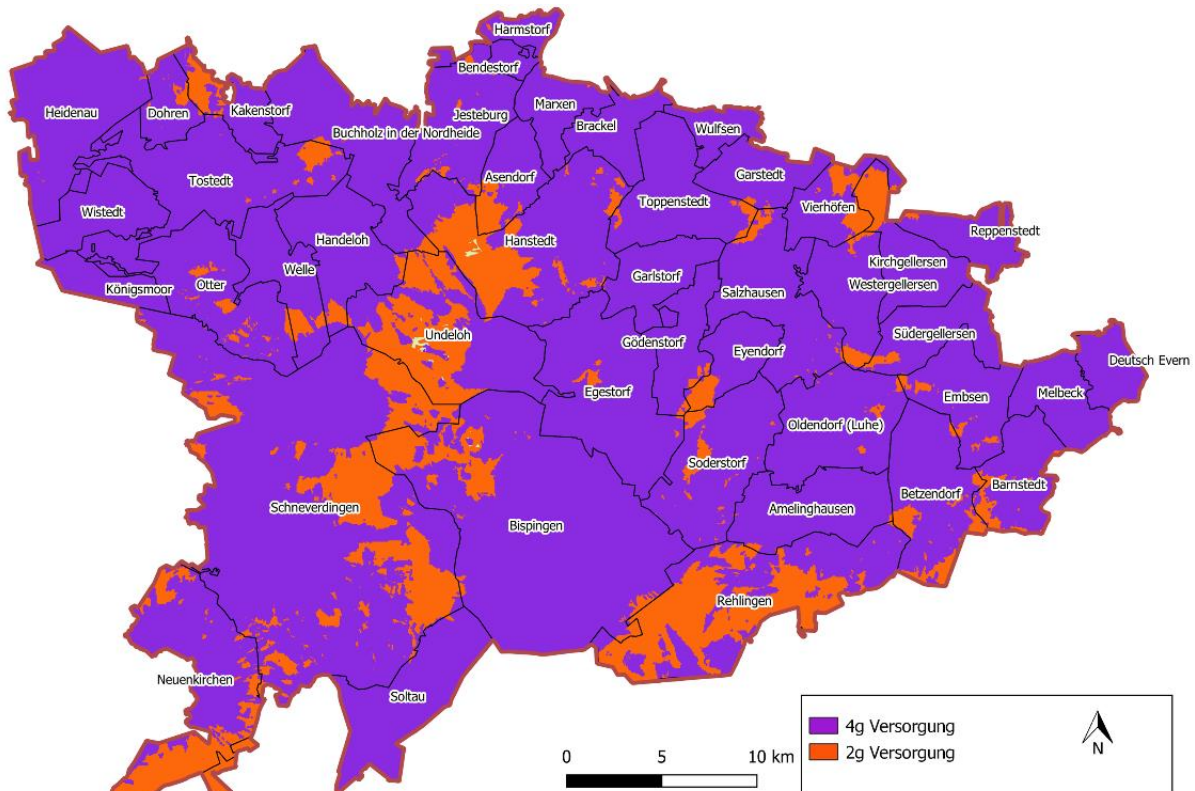 Harmstorf
Bendestorf
Heidenau
Dohren
Kakenstorf
Jesteburg
Marxen
Brackel
Buchholz in der Nordheide
Wulfsen
Tostedt
Asendorf
Garstedt
Wistedt
Toppenstedt
Vierhöfen
Handeloh
Hanstedt
Reppenstedt
Kirchgellersen
Königsmoor
Otter
Welle
Garlstorf
Salzhausen
Westergellersen
Undeloh
Gödenstorf
Eyendorf
Südergellersen
Deutsch Evern
Egestorf
Embsen
Melbeck
Oldendorf (Luhe)
Soderstorf
Schneverdingen
Bispingen
Amelinghausen
Betzendorf
Barnstedt
Rehlingen
Neuenkirchen
Soltau
4g Versorgung
2g Versorgung
N
0 5 10 km